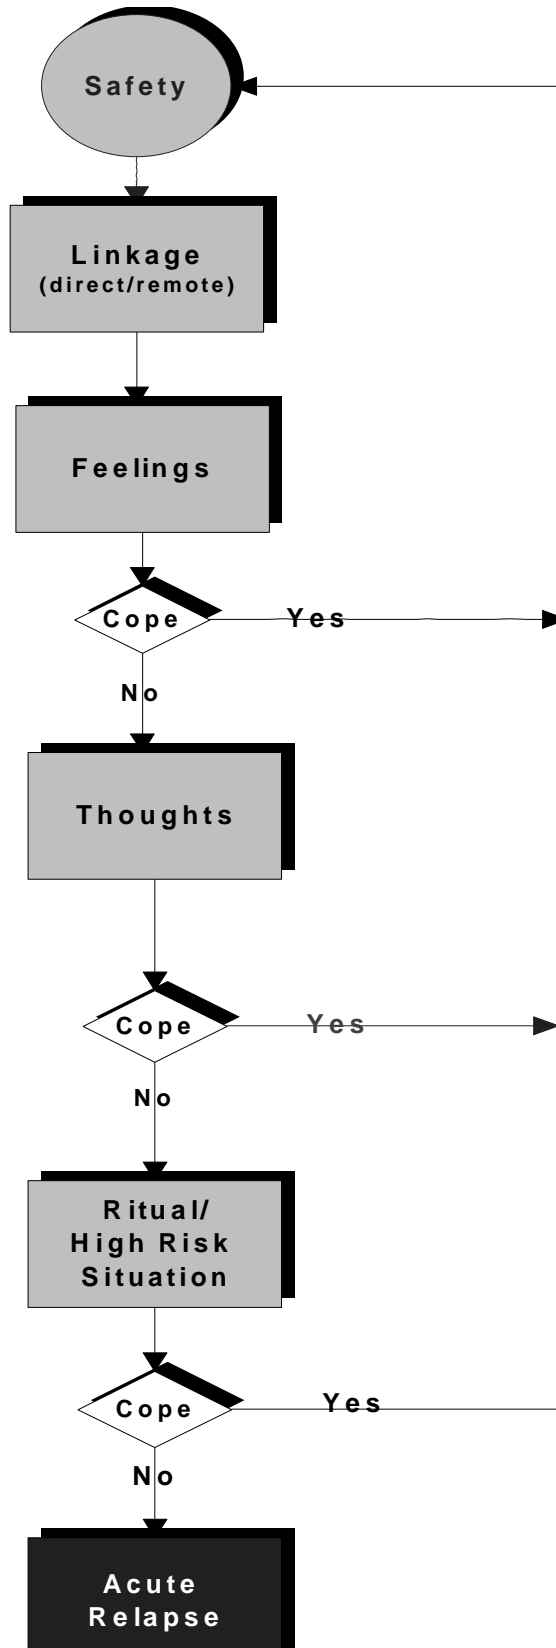 Safety
Linkage
(direct/remote)
Feelings
Cope
Yes
No
Thoughts
Cope
Yes
No
Ritual/
High Risk
Situation
Cope
Yes
No
Acute
Relapse